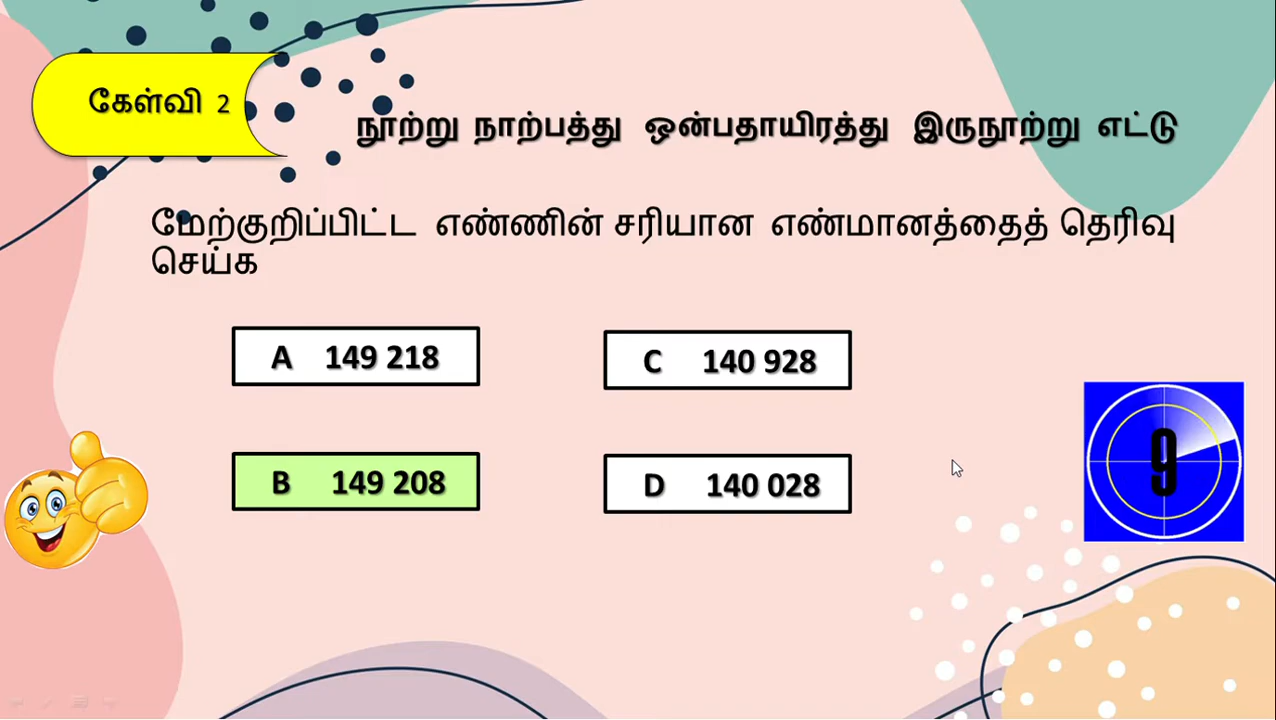 கேள்வி 2
நூற்று நாற்பத்து ஒன்பதாயிரத்து இருநூற்று எட்டு
மேற்குறிப்பிட்ட எண்ணின் சரியான எண்மானத்தைத் தெரிவு
செய்க
A 149 218
C 140 928
B 149 208
D 140 028
9